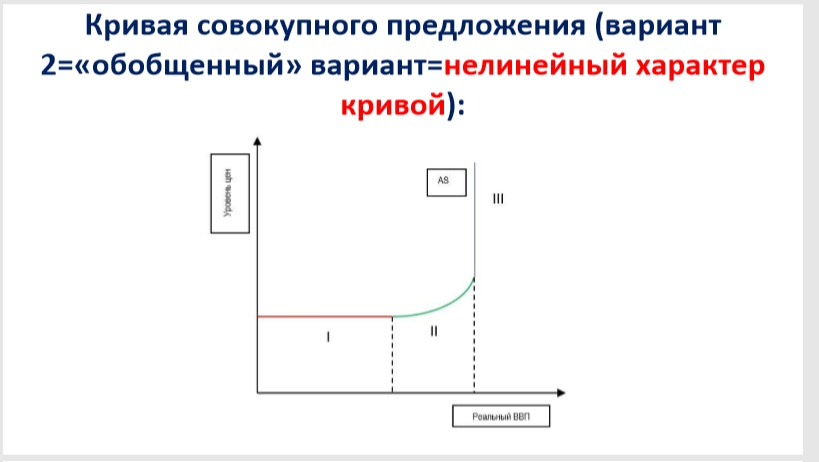 Кривая совокупного предложения (вариант
2=«обобщенный» вариант=нелинейный характер
кривой):
Уровень цен
AS
III
I
II
Реальный ВВП